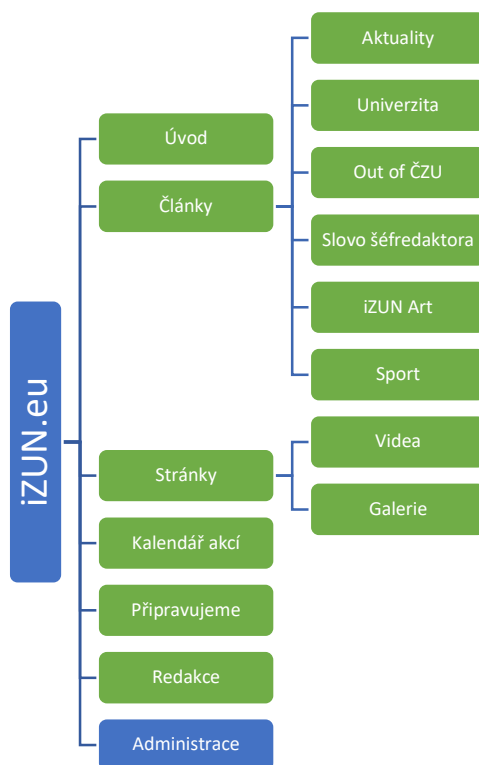 iZUN.eu
Úvod
Články
Aktuality
Univerzita
Out of ČZU
Slovo šéfredaktora
iZUN Art
Sport
Stránky
Videa
Galerie
Kalendář akcí
Připravujeme
Redakce
Administrace